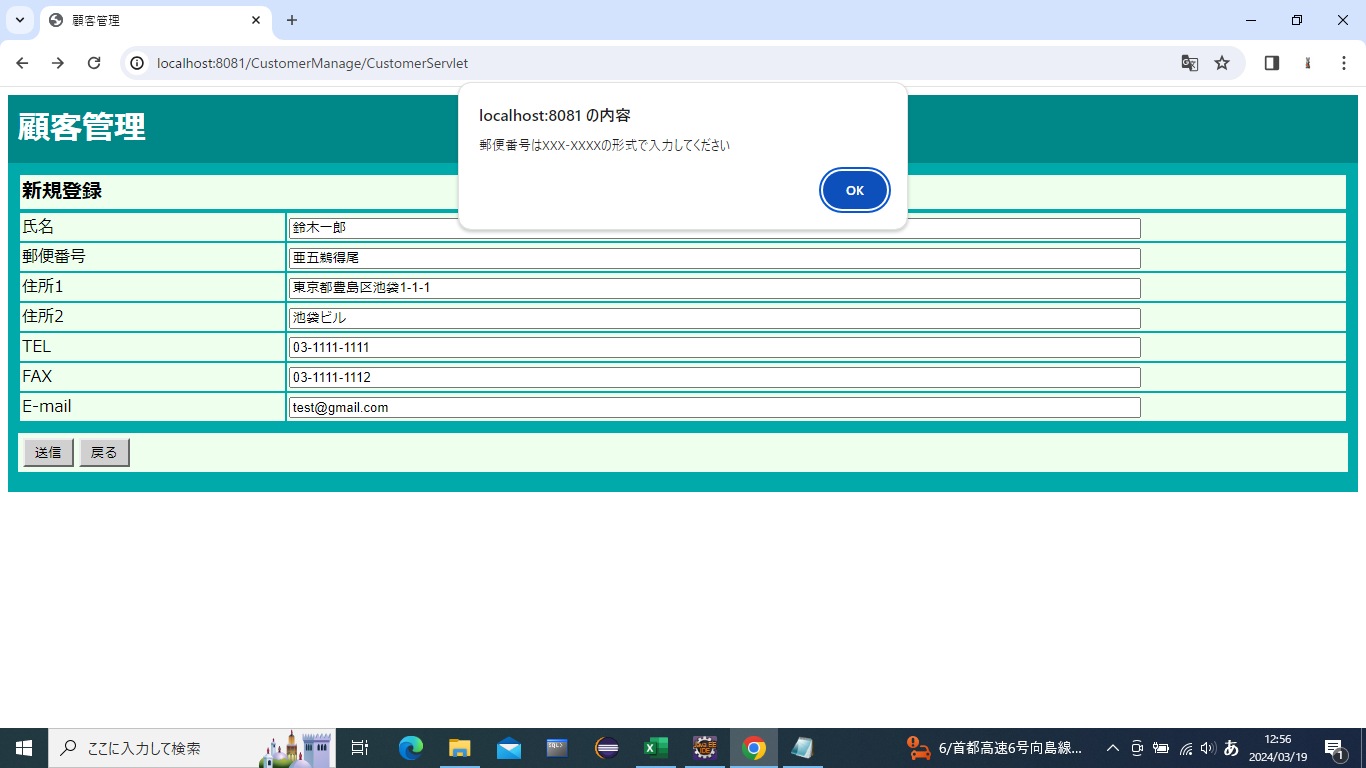 顧客管理
localhost:8081/CustomerManage/CustomerServlet
顧客管理
localhost:8081 の内容
郵便番号はXXX-XXXXの形式で入力してください
OK
新規登録
氏名
鈴木一郎
郵便番号
亜五鵜得尾
住所1
東京都豊島区池袋1-1-1
住所2
池袋ビル
TEL
03-1111-1111
FAX
03-1111-1112
E-mail
test@gmail.com
送信
戻る
ここに入力して検索
6/首都高速6号向島線...
あ
12:56
2024/03/19
1